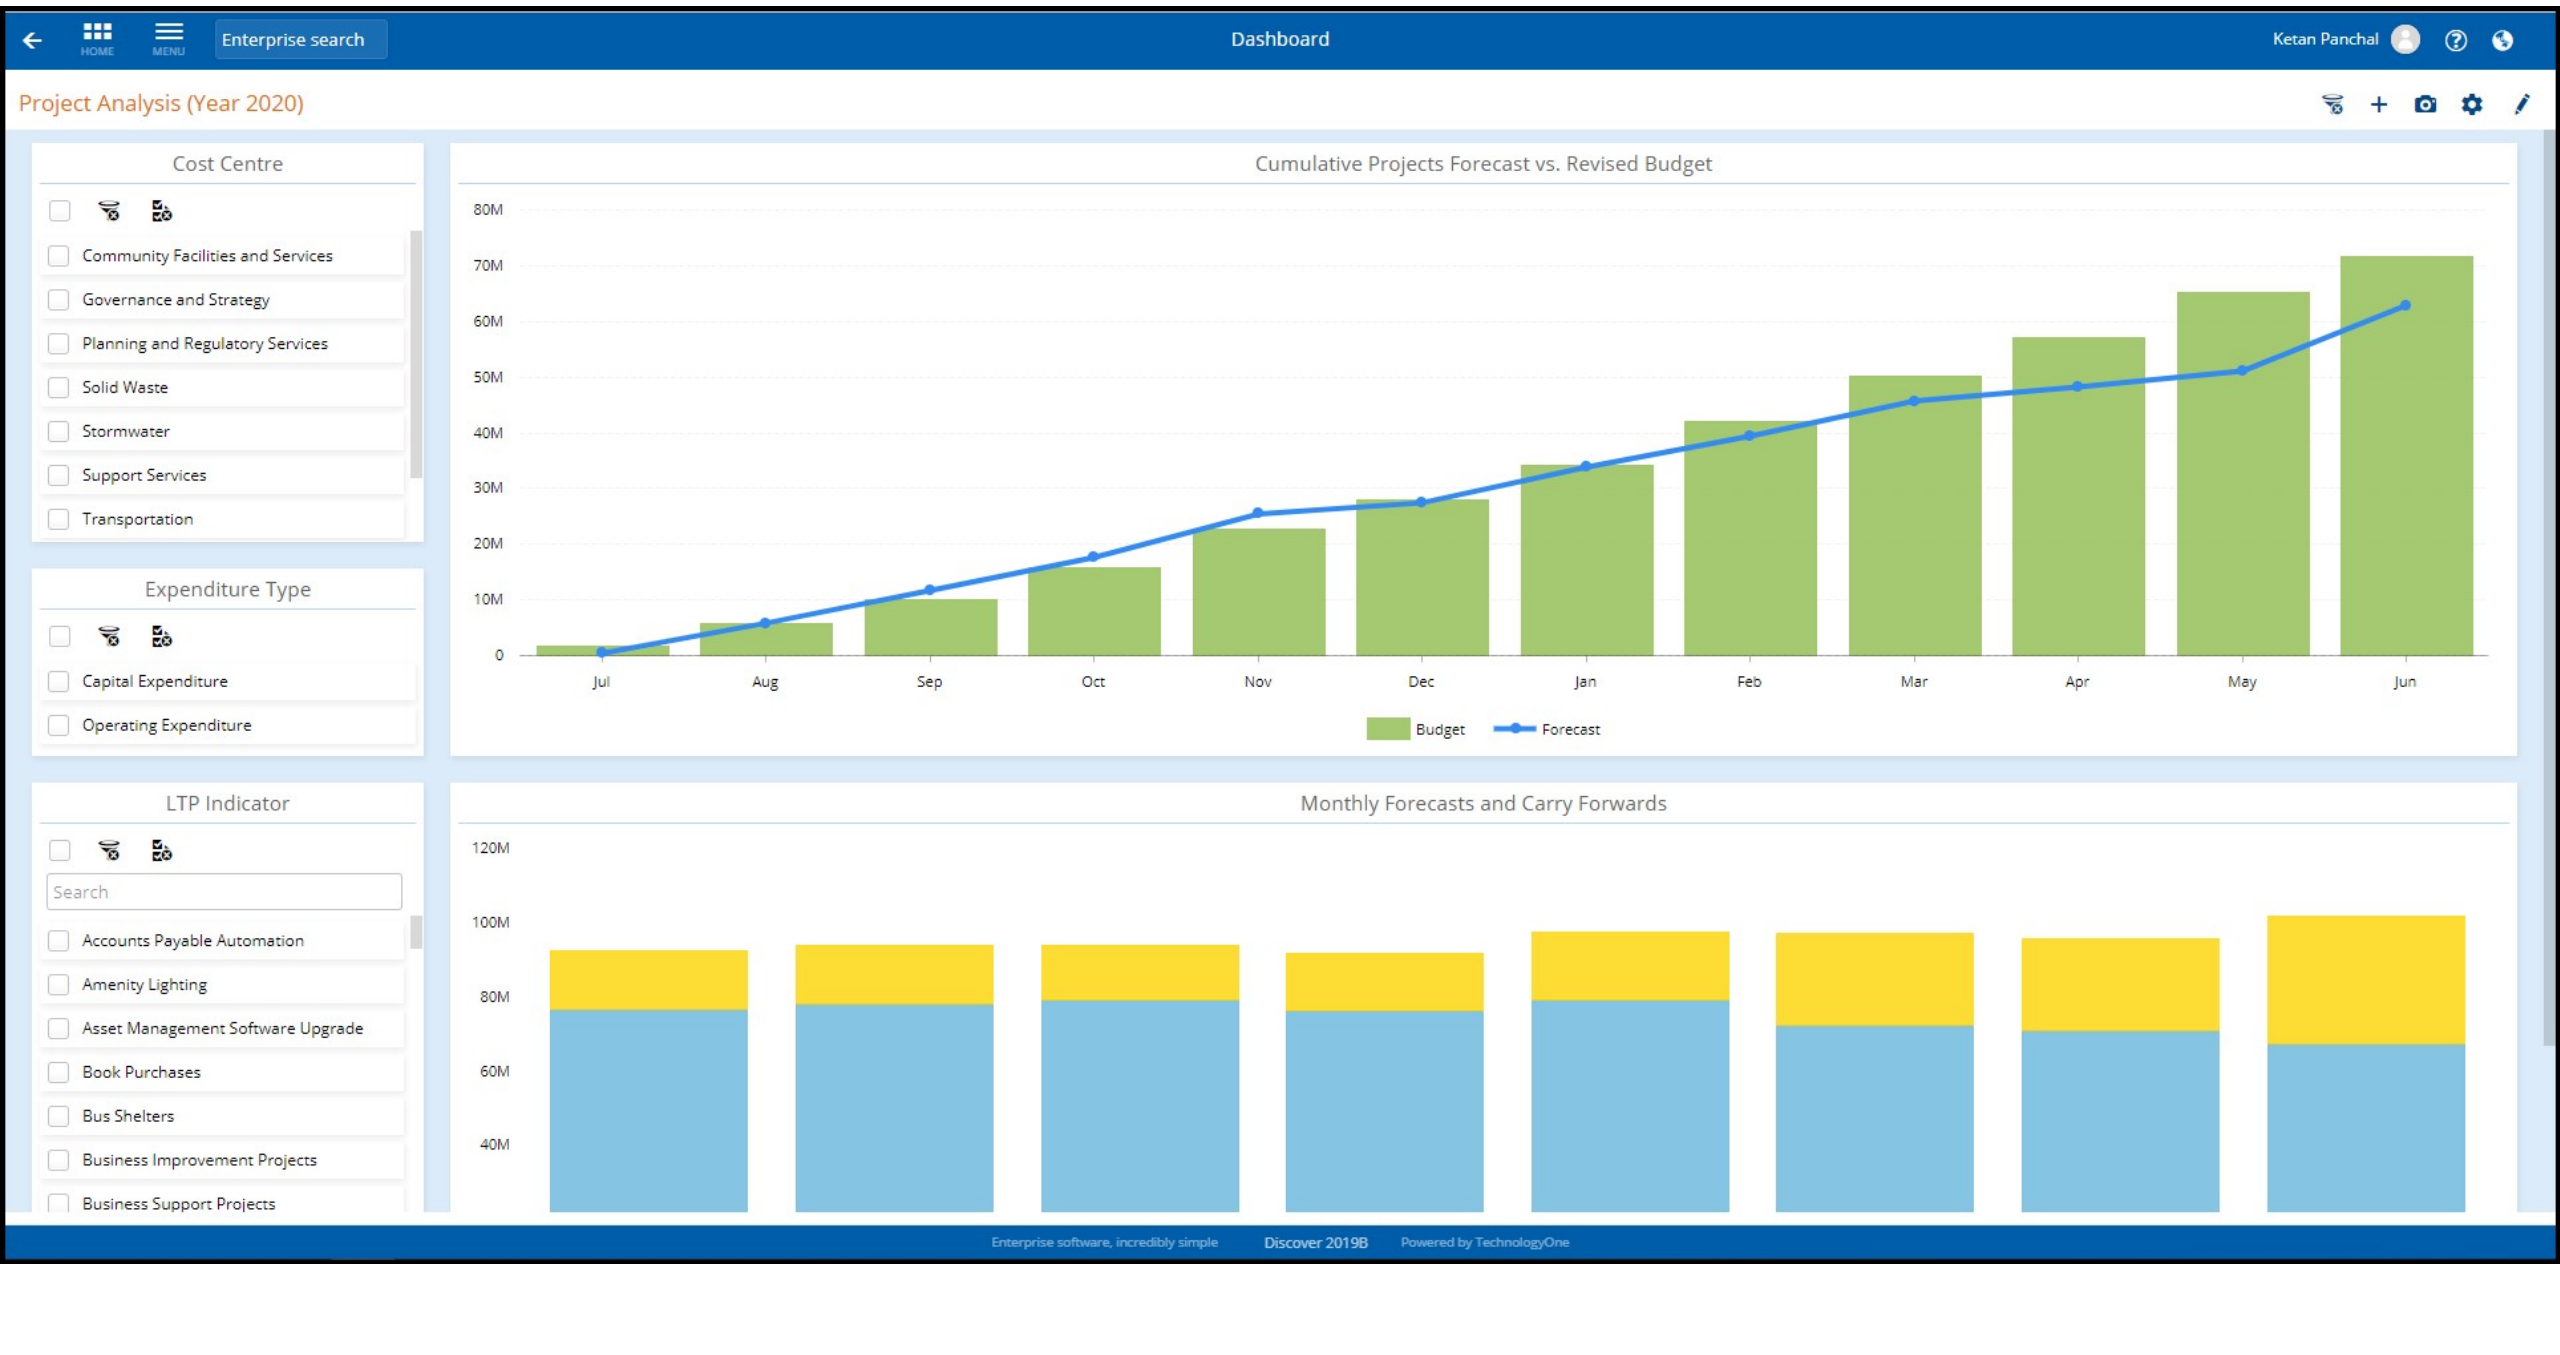 HOME
MENU
Enterprise search
Dashboard
Ketan Panchal
Project Analysis (Year 2020)
Cost Centre
Community Facilities and Services
Governance and Strategy
Planning and Regulatory Services
Solid Waste
Stormwater
Support Services
Transportation
Expenditure Type
Capital Expenditure
Operating Expenditure
LTP Indicator
Search
Accounts Payable Automation
Amenity Lighting
Asset Management Software Upgrade
Book Purchases
Bus Shelters
Business Improvement Projects
Business Support Projects
Cumulative Projects Forecast vs. Revised Budget
80M
70M
60M
50M
40M
30M
20M
10M
0
Jul Aug Sep Oct Nov Dec Jan Feb Mar Apr May Jun
Budget Forecast
Monthly Forecasts and Carry Forwards
120M
100M
80M
60M
40M
Enterprise software, incredibly simple Discover 2019B Powered by TechnologyOne